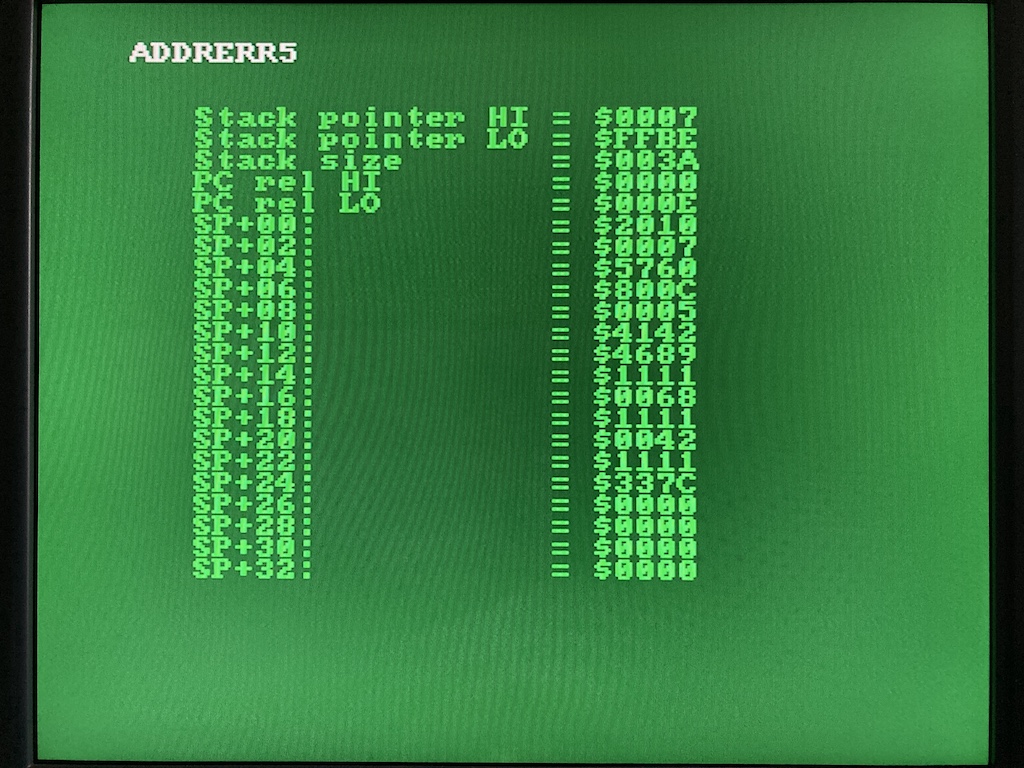 ADDRERR5
Stack pointer HI = $0007
Stack pointer LO = $FFBE
Stack size = $003A
PC rel HI = $0000
PC rel LO = $000E
SP+00: = $2010
SP+02: = $0007
SP+04: = $5760
SP+06: = $800C
SP+08: = $0005
SP+10: = $4142
SP+12: = $4689
SP+14: = $1111
SP+16: = $0068
SP+18: = $1111
SP+20: = $0042
SP+22: = $1111
SP+24: = $337C
SP+26: = $0000
SP+28: = $0000
SP+30: = $0000
SP+32: = $0000